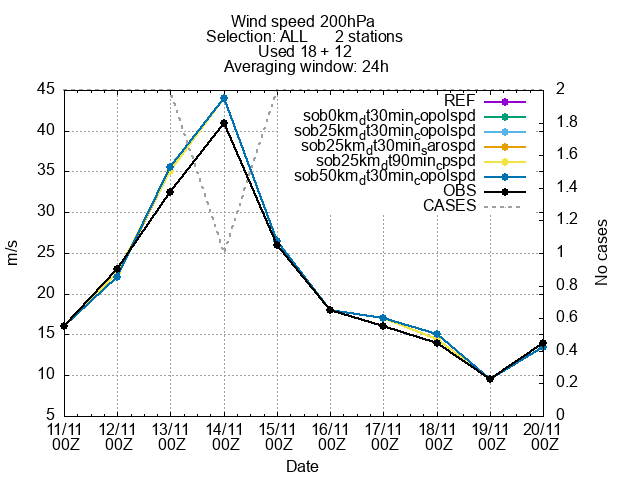 Wind speed 200hPa
Selection: ALL 2 stations
Used 18 + 12
Averaging window: 24h
45
40
35
30
25
20
15
10
5
m/s
2
1.8
1.6
1.4
1.2
1
0.8
0.6
0.4
0.2
0
No cases
REF
sob0km_dt30min_copolspd
sob25km_dt30min_copolspd
sob25km_dt30min_sarospd
sob25km_dt90min_cpspd
sob50km_dt30min_copolspd
OBS
CASES
11/11 12/11 13/11 14/11 15/11 16/11 17/11 18/11 19/11 20/11
00Z 00Z 00Z 00Z 00Z 00Z 00Z 00Z 00Z 00Z
Date